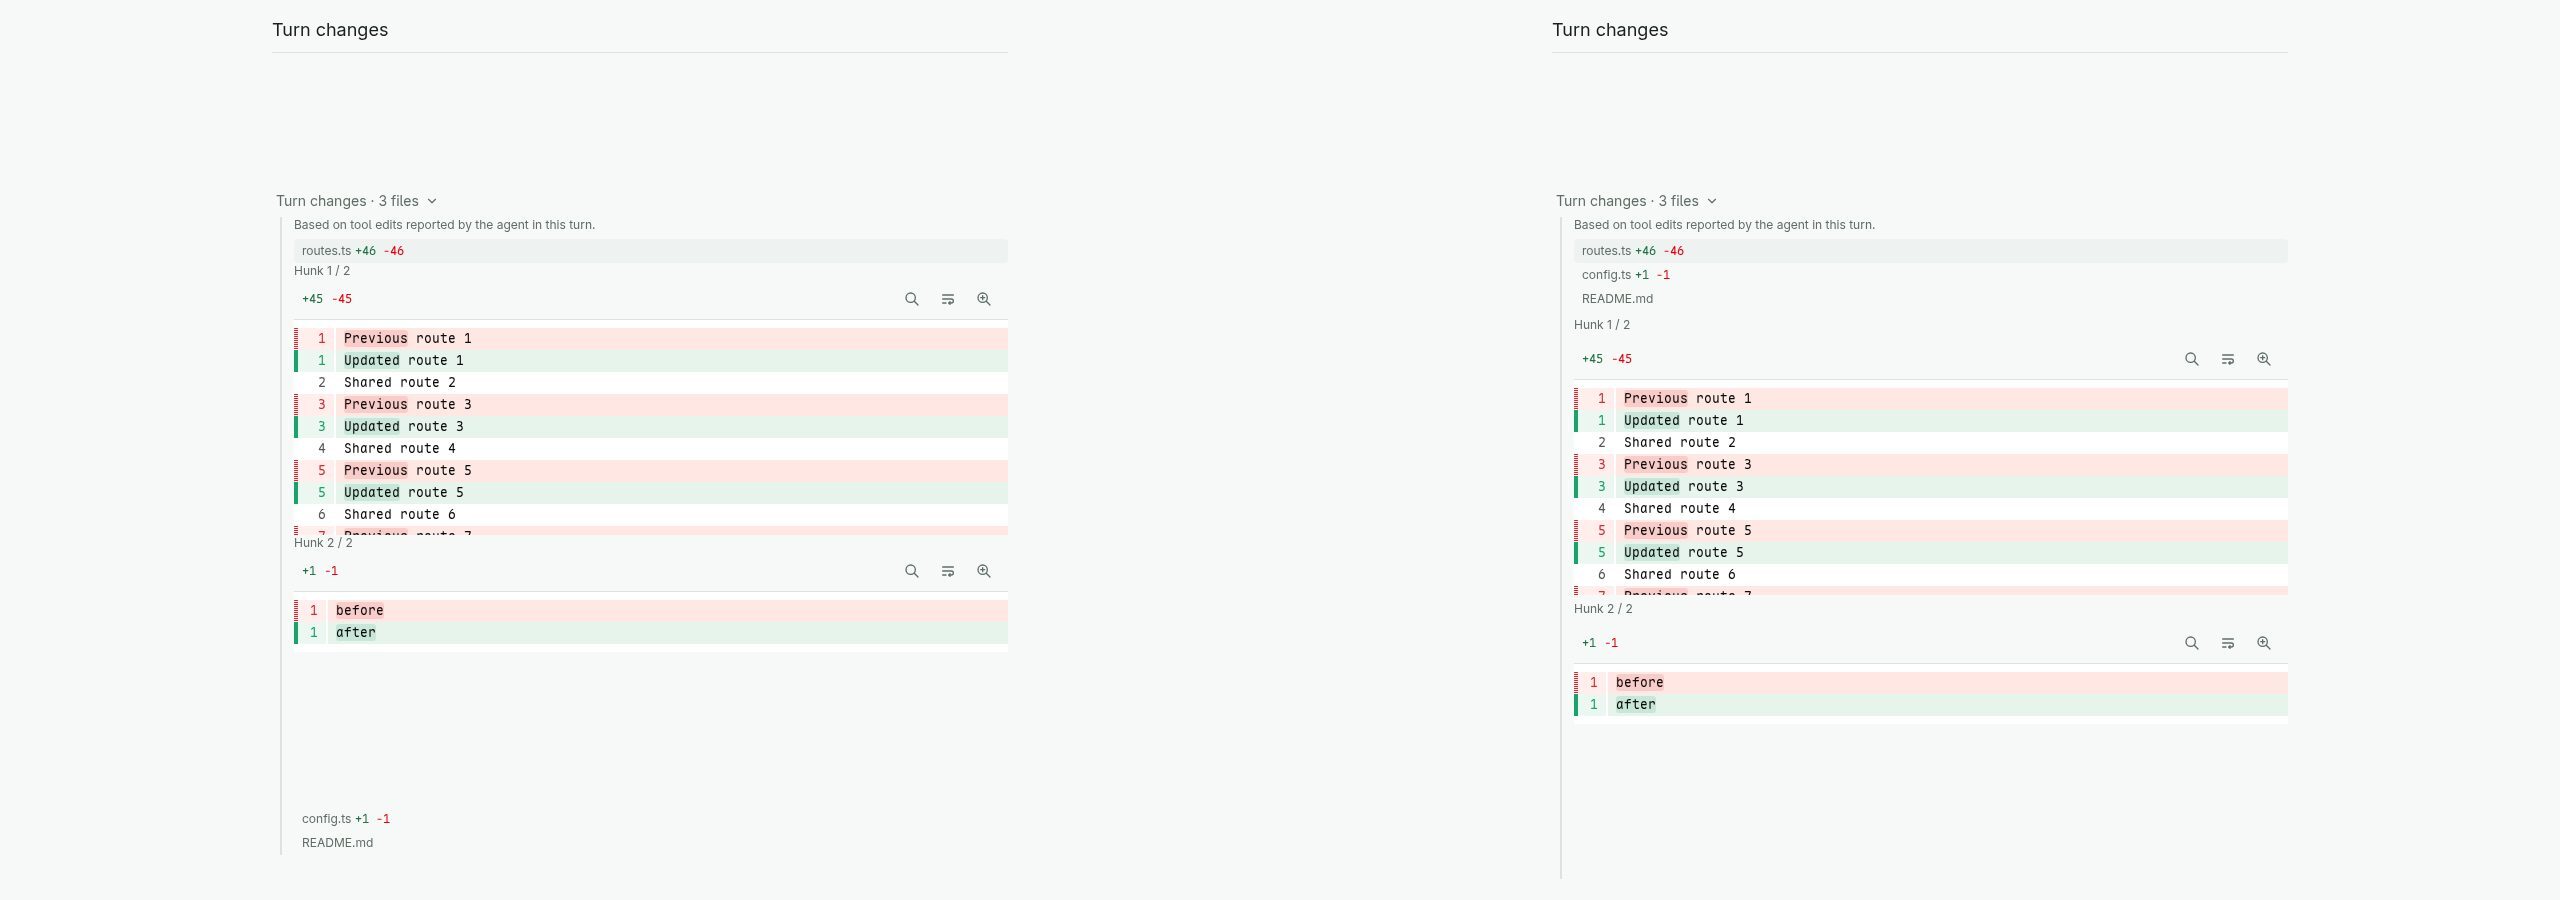 Turn changes
Turn changes · 3 files
Based on tool edits reported by the agent in this turn.
routes.ts +46 -46
Hunk 1 / 2
+45 -45
1 Previous route 1
1 Updated route 1
2 Shared route 2
3 Previous route 3
3 Updated route 3
4 Shared route 4
5 Previous route 5
5 Updated route 5
6 Shared route 6
7 Previous route 7
Hunk 2 / 2
+1 -1
1 before
1 after
config.ts +1 -1
README.md
Turn changes
Turn changes · 3 files
Based on tool edits reported by the agent in this turn.
routes.ts +46 -46
config.ts +1 -1
README.md
Hunk 1 / 2
+45 -45
1 Previous route 1
1 Updated route 1
2 Shared route 2
3 Previous route 3
3 Updated route 3
4 Shared route 4
5 Previous route 5
5 Updated route 5
6 Shared route 6
7 Previous route 7
Hunk 2 / 2
+1 -1
1 before
1 after